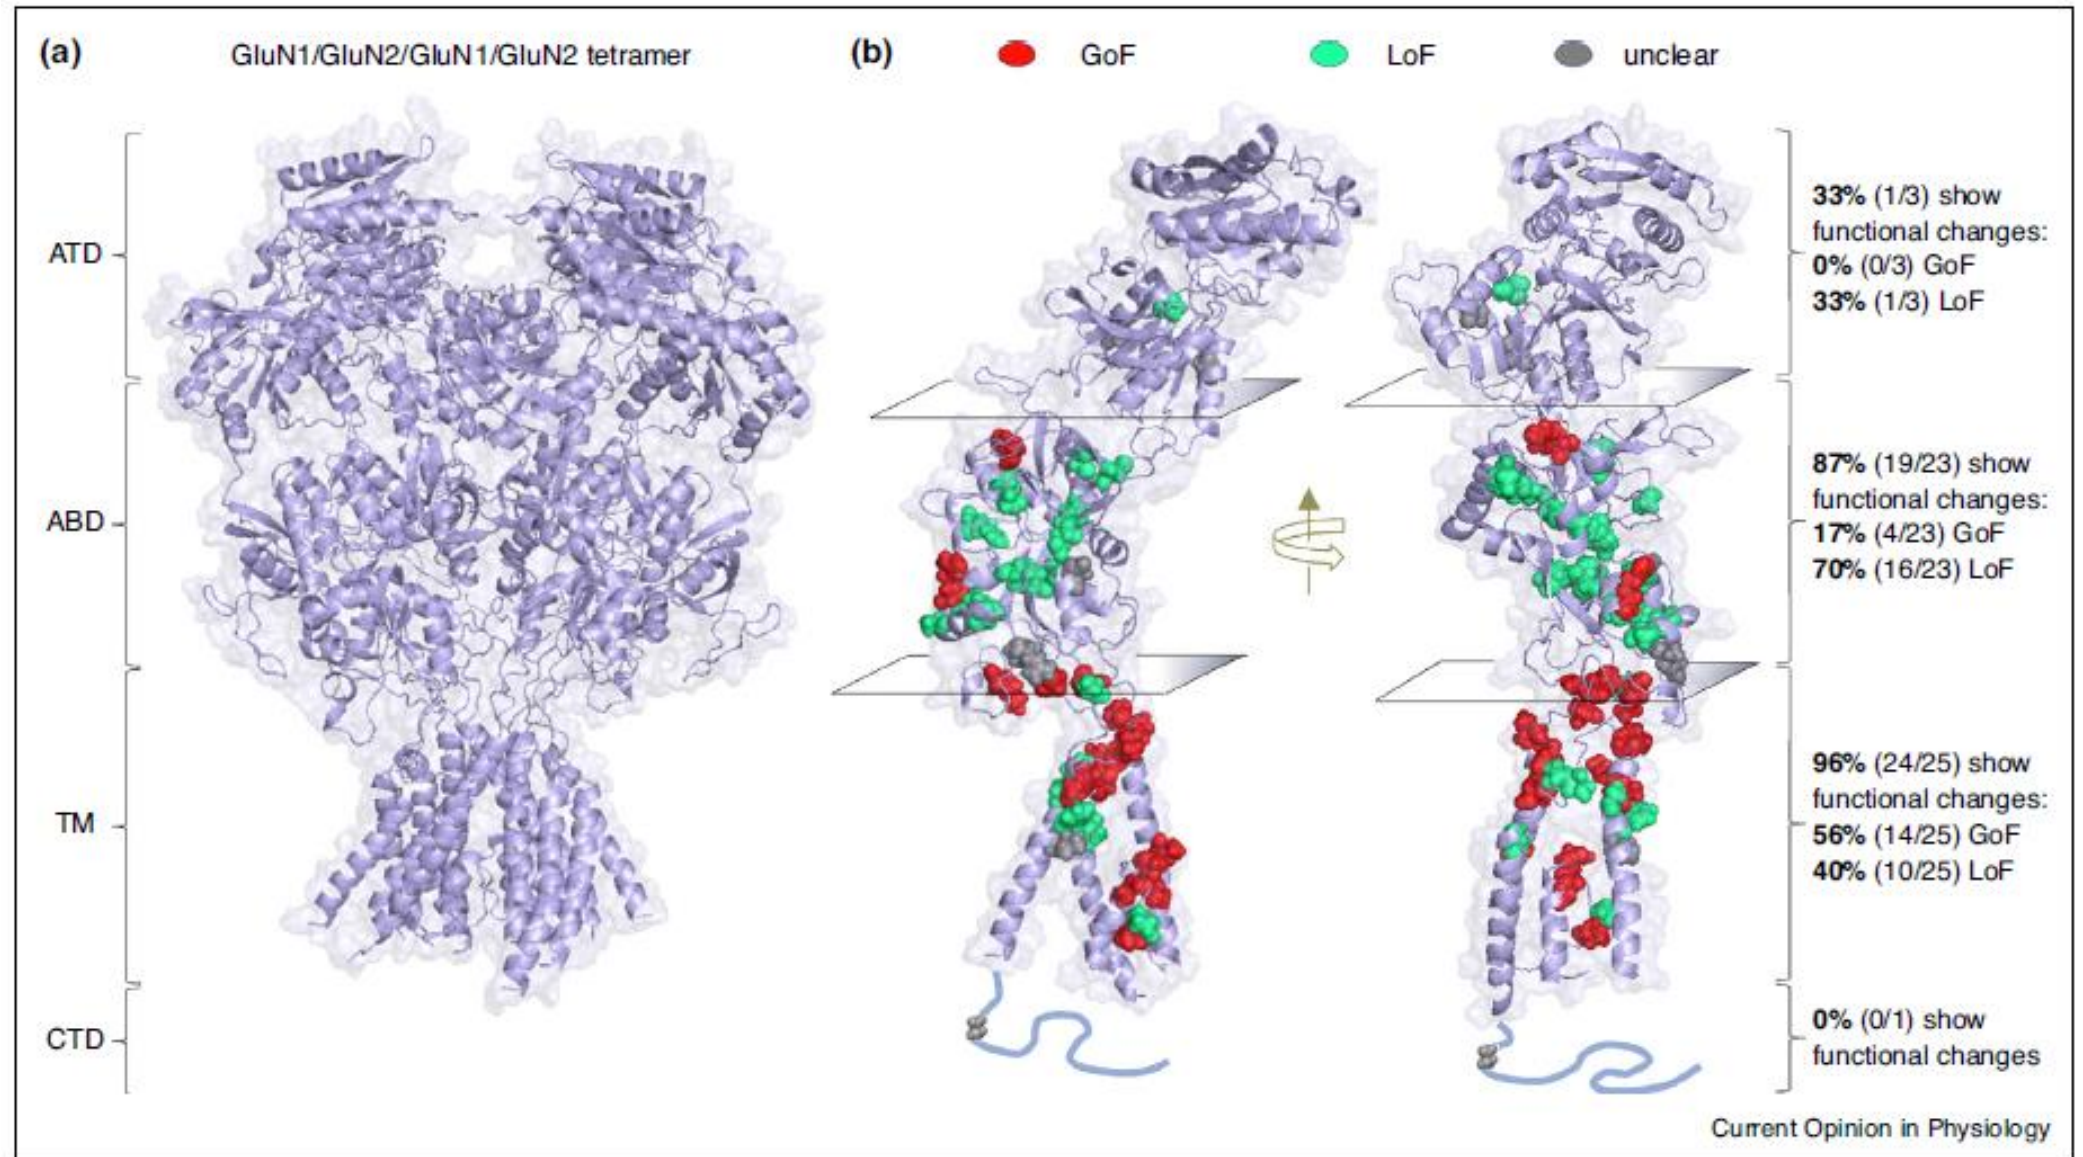 (a)
GluN1/GluN2/GluN1/GluN2 tetramer
(b)
GoF
LoF
unclear
ATD
ABD
TM
CTD
33% (1/3) show
functional changes:
0% (0/3) GoF
33% (1/3) LoF
87% (19/23) show
functional changes:
17% (4/23) GoF
70% (16/23) LoF
96% (24/25) show
functional changes:
56% (14/25) GoF
40% (10/25) LoF
0% (0/1) show
functional changes
Current Opinion in Physiology